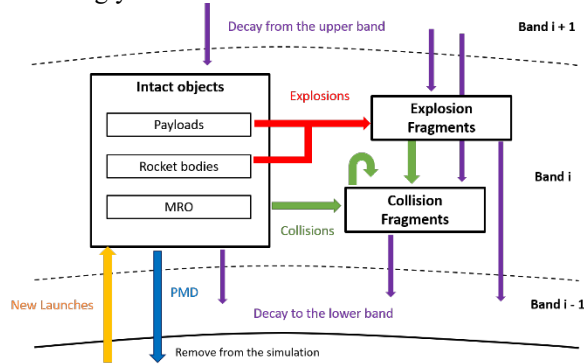 Decay from the upper band
Band i + 1
Intact objects
Explosions
Payloads
Explosion
Fragments
Rocket bodies
Band i
MRO
Collision
Fragments
Collisions
New Launches
PMD
Decay to the lower band
Band i - 1
Remove from the simulation